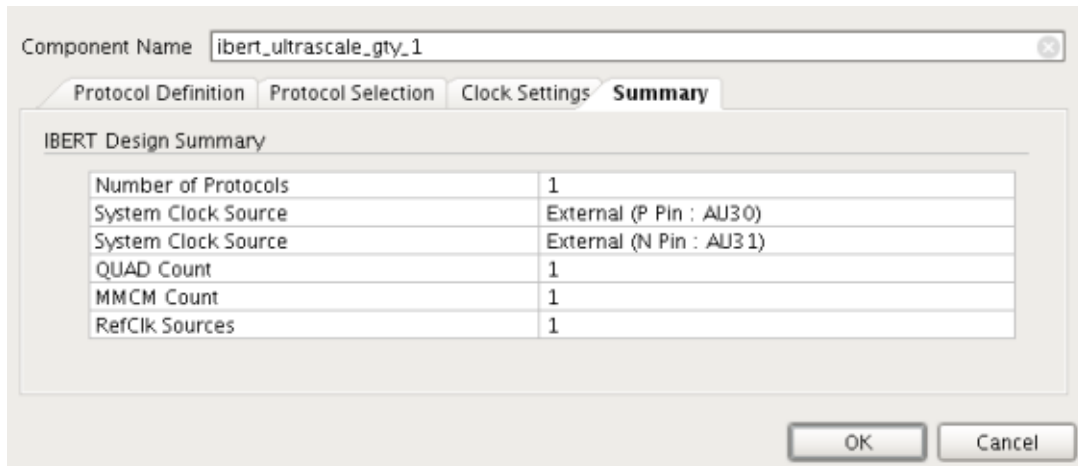 Component Name ibert_ultrascale_gty_1
Protocol Definition Protocol Selection Clock Settings Summary
IBERT Design Summary
Number of Protocols 1
System Clock Source External (P Pin : AU30)
System Clock Source External (N Pin : AU31)
QUAD Count 1
MMCM Count 1
RefClk Sources 1
OK Cancel